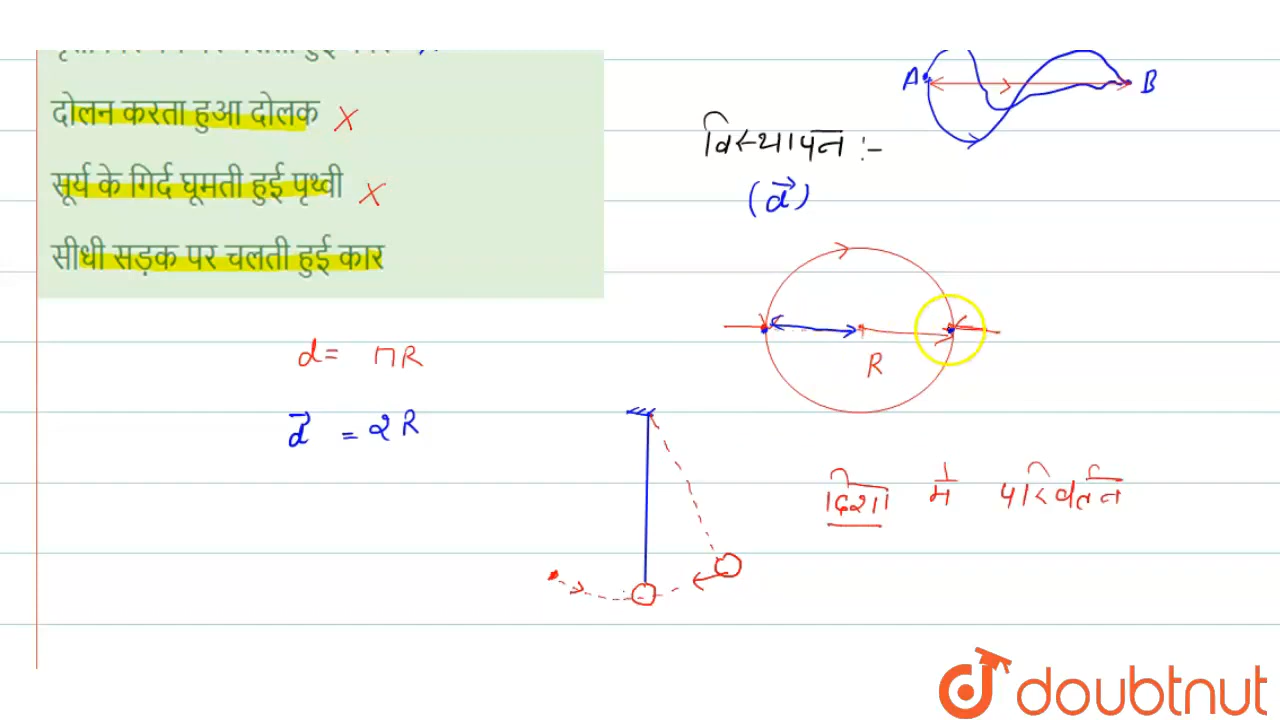 दोलन करता हुआ दोलक X
सूर्य के गिर्द घूमती हुई पृथ्वी X
सीधी सड़क पर चलती हुई कार
A B
विस्थापन :-
(d)
R
d = πR
d = 2R
दिशा में परिवर्तन
doubtnut